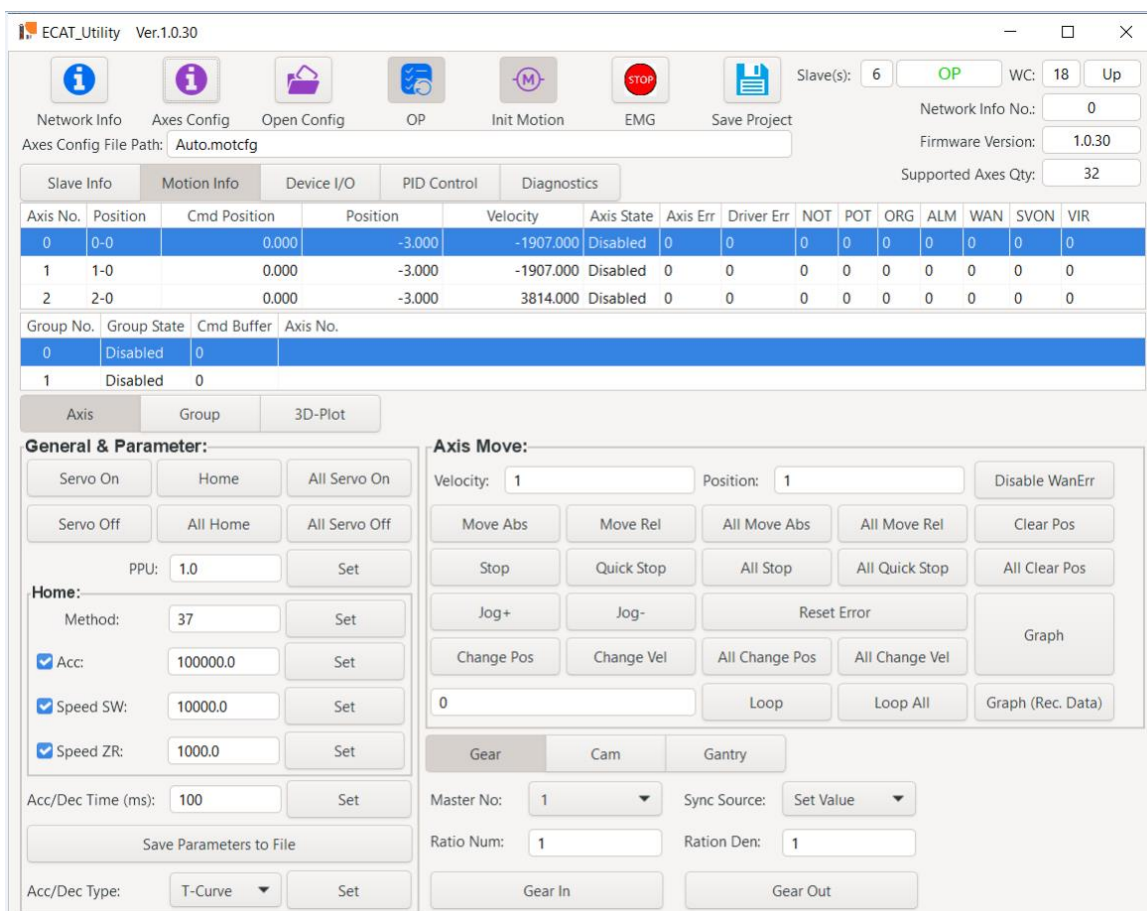 ECAT_Utility Ver.1.0.30
STOP
Slave(s): 6 OP WC: 18 Up
Network Info Axes Config Open Config OP Init Motion EMG Save Project
Network Info No.: 0
Axes Config File Path: Auto.motcfg
Firmware Version: 1.0.30
Supported Axes Qty: 32
Slave Info Motion Info Device I/O PID Control Diagnostics
Axis No. Position Cmd Position Position Velocity Axis State Axis Err Driver Err NOT POT ORG ALM WAN SVON VIR
0 0-0 0.000 -3.000 -1907.000 Disabled 0 0 0 0 0 0 0 0 0
1 1-0 0.000 -3.000 -1907.000 Disabled 0 0 0 0 0 0 0 0 0
2 2-0 0.000 -3.000 3814.000 Disabled 0 0 0 0 0 0 0 0 0
Group No. Group State Cmd Buffer Axis No.
0 Disabled 0
1 Disabled 0
Axis Group 3D-Plot
General & Parameter:
Servo On Home All Servo On
Servo Off All Home All Servo Off
PPU: 1.0 Set
Home:
Method: 37 Set
Acc: 100000.0 Set
Speed SW: 10000.0 Set
Speed ZR: 1000.0 Set
Acc/Dec Time (ms): 100 Set
Save Parameters to File
Acc/Dec Type: T-Curve Set
Axis Move:
Velocity: 1 Position: 1 Disable WanErr
Move Abs Move Rel All Move Abs All Move Rel Clear Pos
Stop Quick Stop All Stop All Quick Stop All Clear Pos
Jog+ Jog- Reset Error Graph
Change Pos Change Vel All Change Pos All Change Vel
0 Loop Loop All Graph (Rec. Data)
Gear Cam Gantry
Master No: 1 Sync Source: Set Value
Ratio Num: 1 Ration Den: 1
Gear In Gear Out